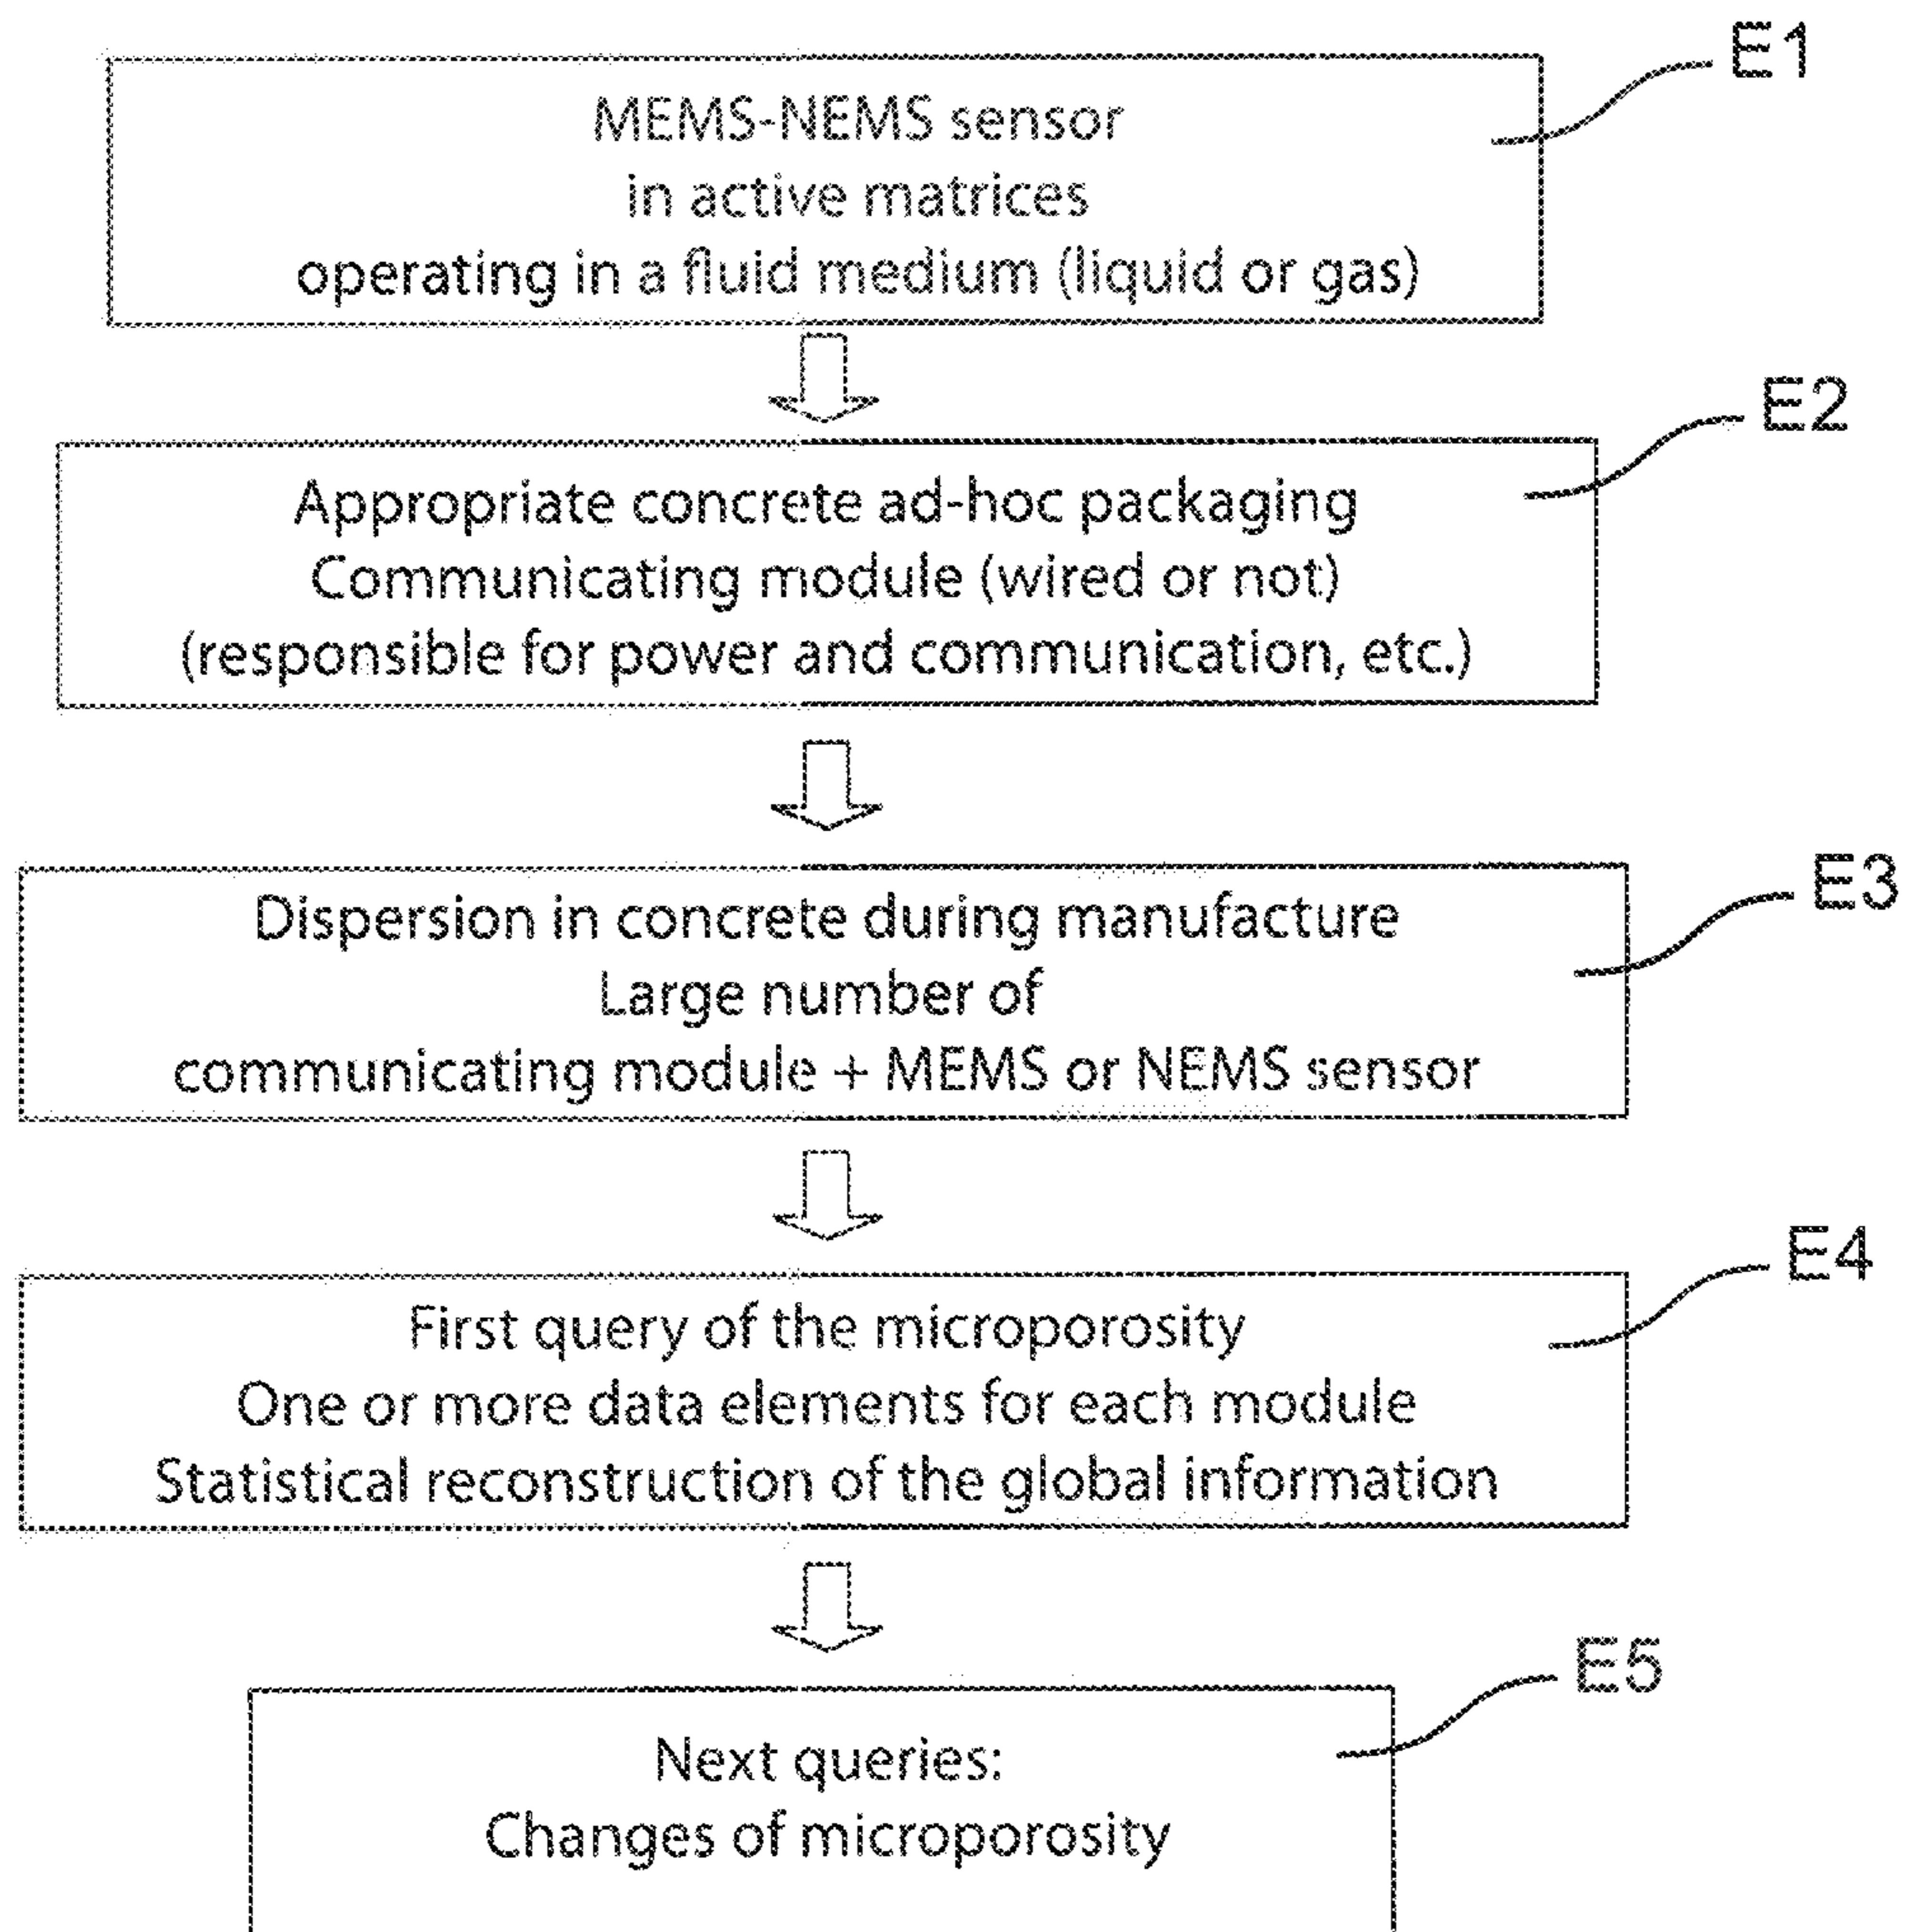 E1
MEMS-NEMS sensor
in active matrices
operating in a fluid medium (liquid or gas)
E2
Appropriate concrete ad-hoc packaging
Communicating module (wired or not)
(responsible for power and communication, etc.)
E3
Dispersion in concrete during manufacture
Large number of
communicating module + MEMS or NEMS sensor
E4
First query of the microporosity
One or more data elements for each module
Statistical reconstruction of the global information
E5
Next queries:
Changes of microporosity